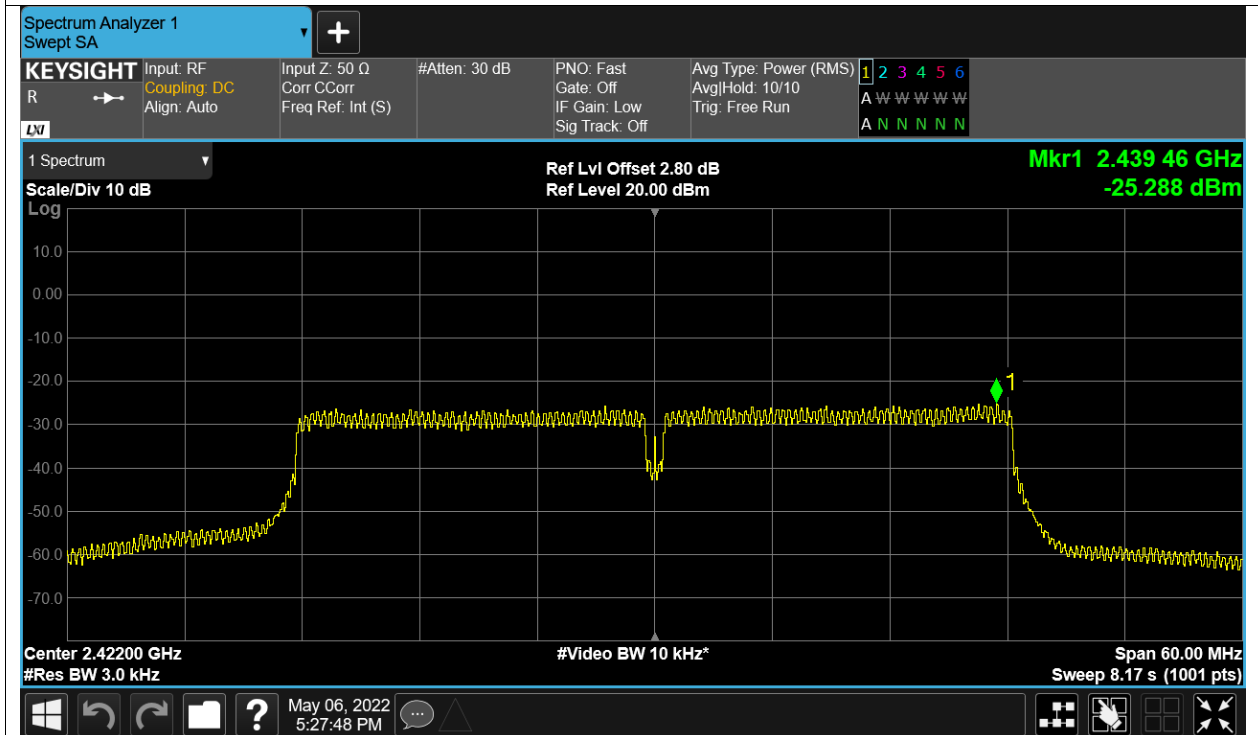 Spectrum Analyzer 1
Swept SA
KEYSIGHT
R
LXI
Input: RF
Coupling: DC
Align: Auto
Input Z: 50 Ω
Corr CCorr
Freq Ref: Int (S)
#Atten: 30 dB
PNO: Fast
Gate: Off
IF Gain: Low
Sig Track: Off
Avg Type: Power (RMS)
Avg|Hold: 10/10
Trig: Free Run
1 2 3 4 5 6
A W W W W W
A N N N N N
1 Spectrum
Scale/Div 10 dB
Log
Ref Lvl Offset 2.80 dB
Ref Level 20.00 dBm
Mkr1 2.439 46 GHz
-25.288 dBm
10.0
0.00
-10.0
-20.0
-30.0
-40.0
-50.0
-60.0
-70.0
1
Center 2.42200 GHz
#Res BW 3.0 kHz
#Video BW 10 kHz*
Span 60.00 MHz
Sweep 8.17 s (1001 pts)
?
May 06, 2022
5:27:48 PM